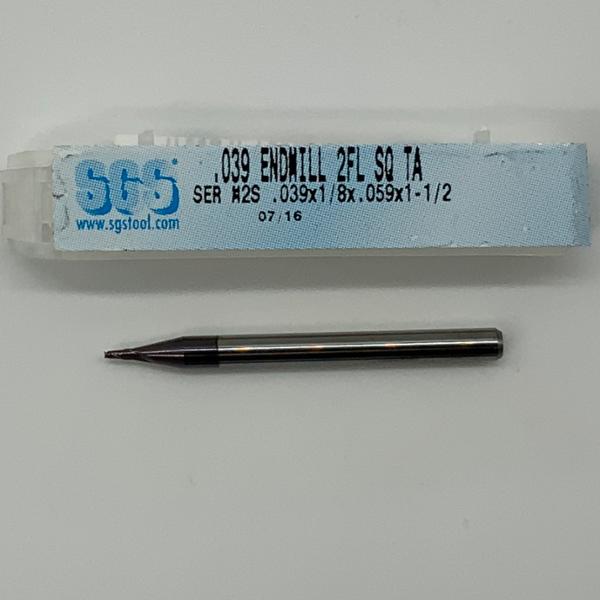 SGS
www.sgstool.com
.039 ENDMILL 2FL SQ TA
SER M2S .039x1/8x.059x1-1/2
07/16